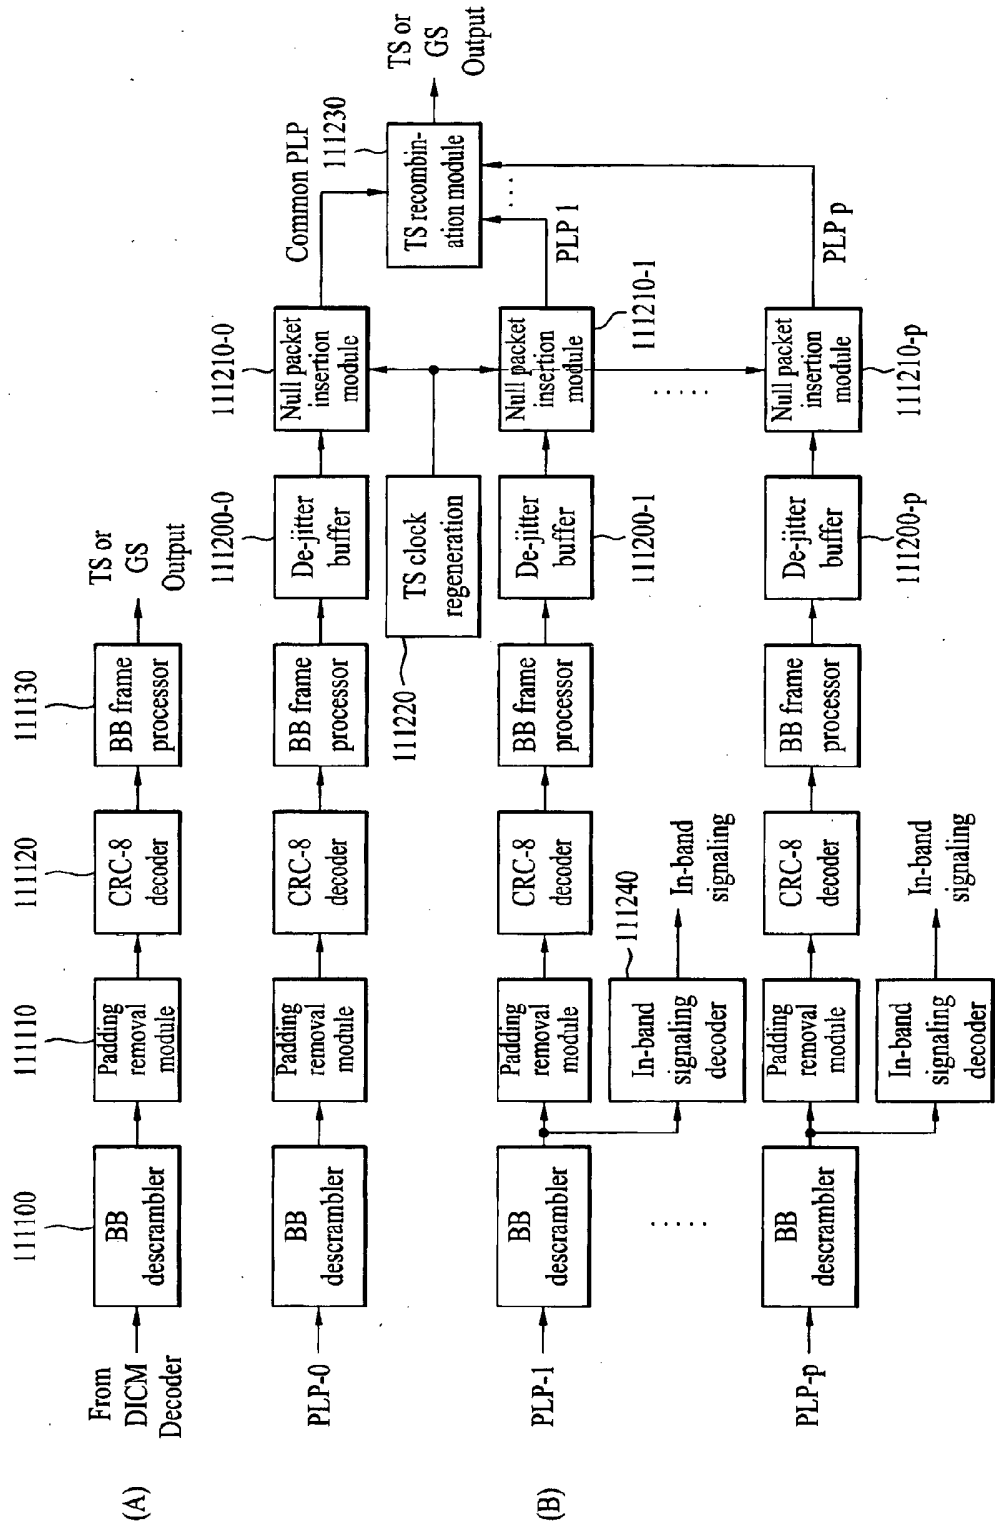 (A)
From
DICM
Decoder
111100
BB
descrambler
111110
Padding
removal
module
111120
CRC-8
decoder
111130
BB frame
processor
TS or
GS
Output
(B)
PLP-0
BB
descrambler
Padding
removal
module
CRC-8
decoder
BB frame
processor
111200-0
De-jitter
buffer
111210-0
Null packet
insertion
module
Common PLP
111230
TS recombin-
ation module
TS or
GS
Output
111220
TS clock
regeneration
PLP-1
BB
descrambler
Padding
removal
module
CRC-8
decoder
BB frame
processor
De-jitter
buffer
111200-1
Null packet
insertion
module
111210-1
PLP 1
. . . .
111240
In-band
signaling
decoder
In-band
signaling
. . . . .
. . . . .
PLP-p
BB
descrambler
Padding
removal
module
CRC-8
decoder
BB frame
processor
De-jitter
buffer
111200-p
Null packet
insertion
module
111210-p
PLP p
In-band
signaling
decoder
In-band
signaling